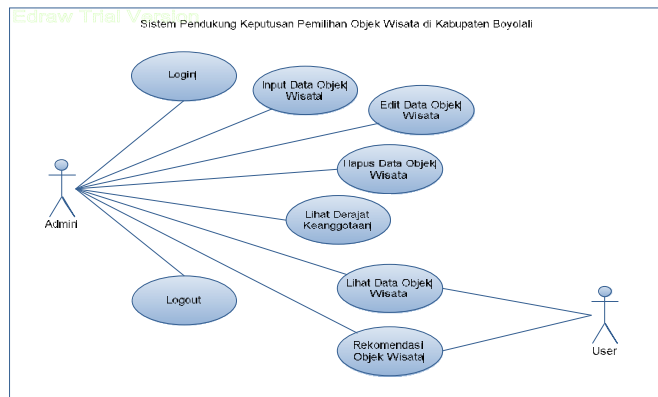 Edraw Trial Version
Sistem Pendukung Keputusan Pemilihan Objek Wisata di Kabupaten Boyolali
Login
Input Data Objek
Wisata
Edit Data Objek
Wisata
Hapus Data Objek
Wisata
Admin
Lihat Derajat
Keanggotaan
Lihat Data Objek
Wisata
Logout
User
Rekomendasi
Objek Wisata